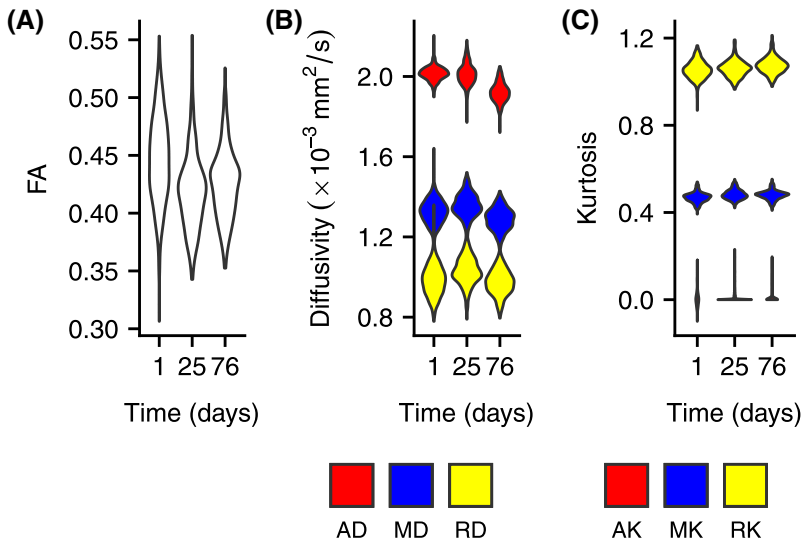 (A)
FA
0.55
0.50
0.45
0.40
0.35
0.30
1 25 76
Time (days)
(B)
Diffusivity (×10⁻³ mm²/s)
2.0
1.6
1.2
0.8
1 25 76
Time (days)
AD MD RD
(C)
Kurtosis
1.2
0.8
0.4
0.0
1 25 76
Time (days)
AK MK RK